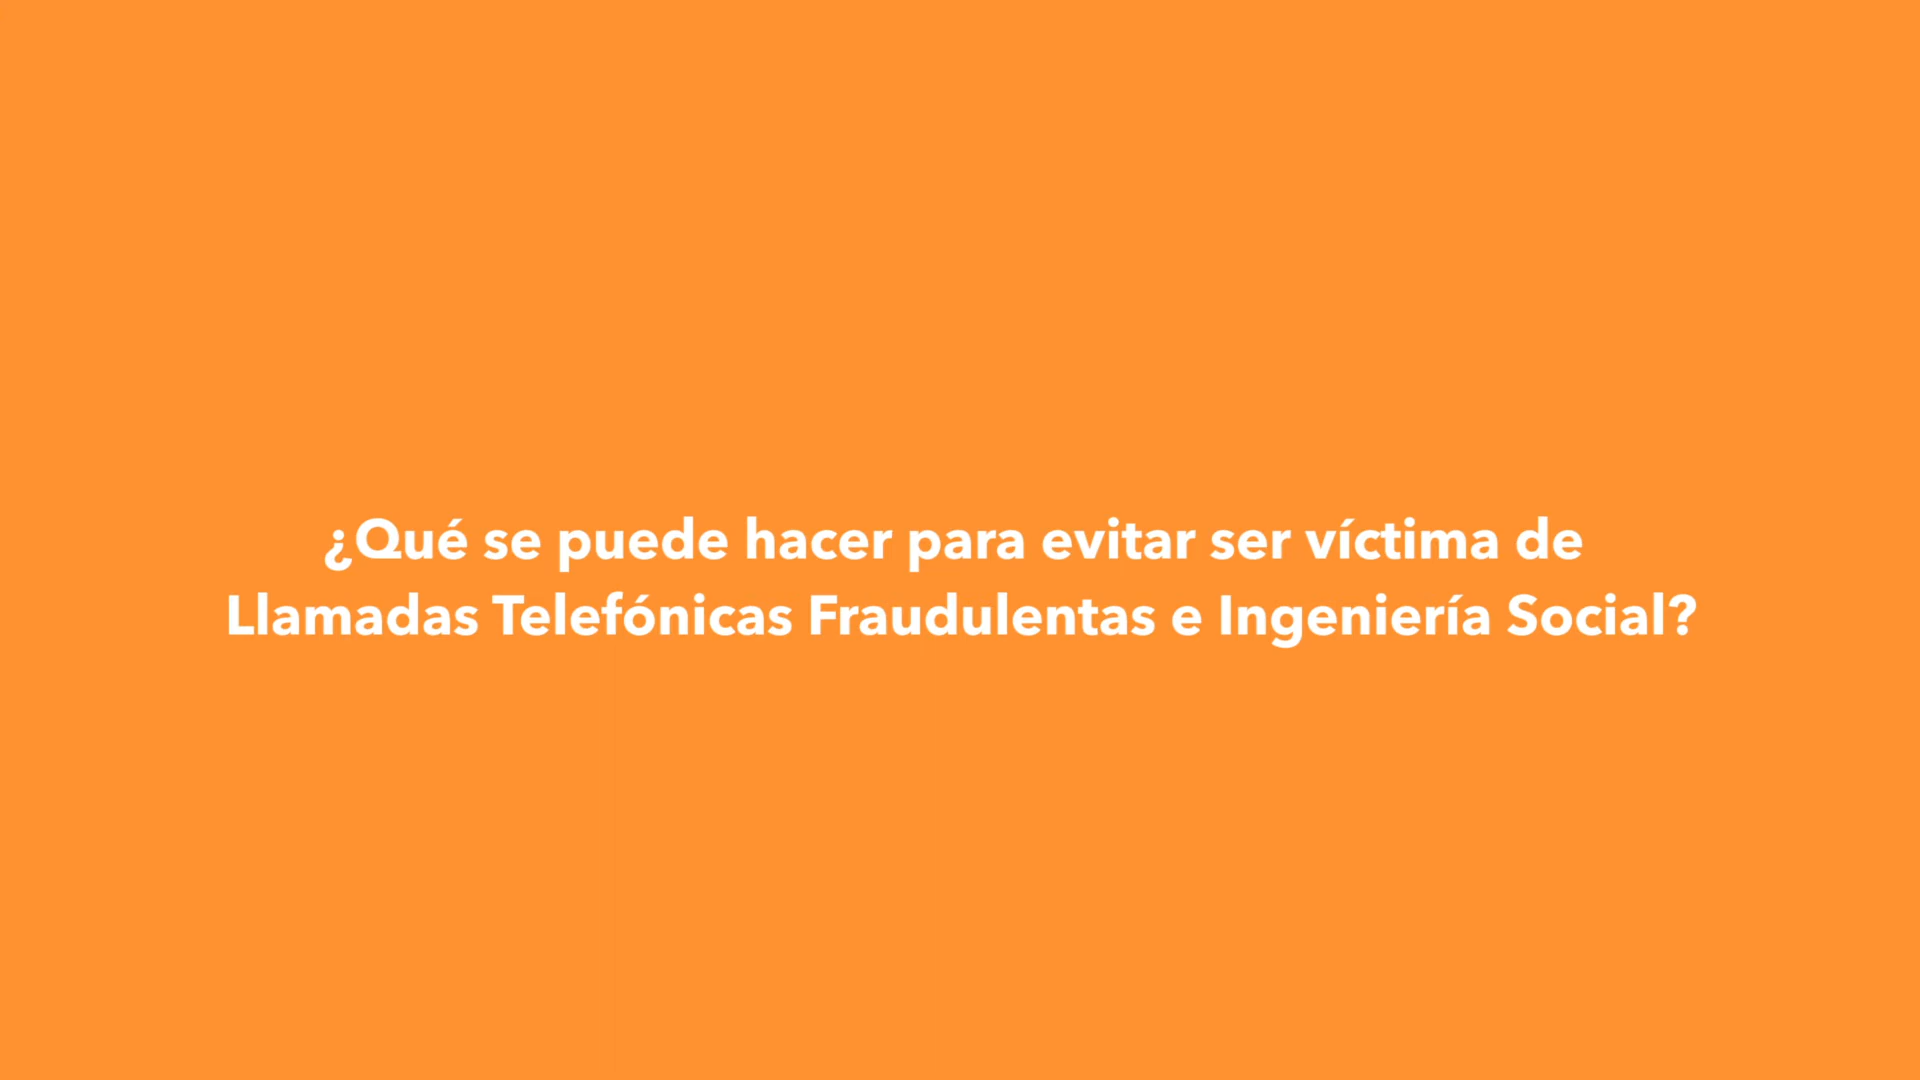 ¿Qué se puede hacer para evitar ser víctima de
Llamadas Telefónicas Fraudulentas e Ingeniería Social?